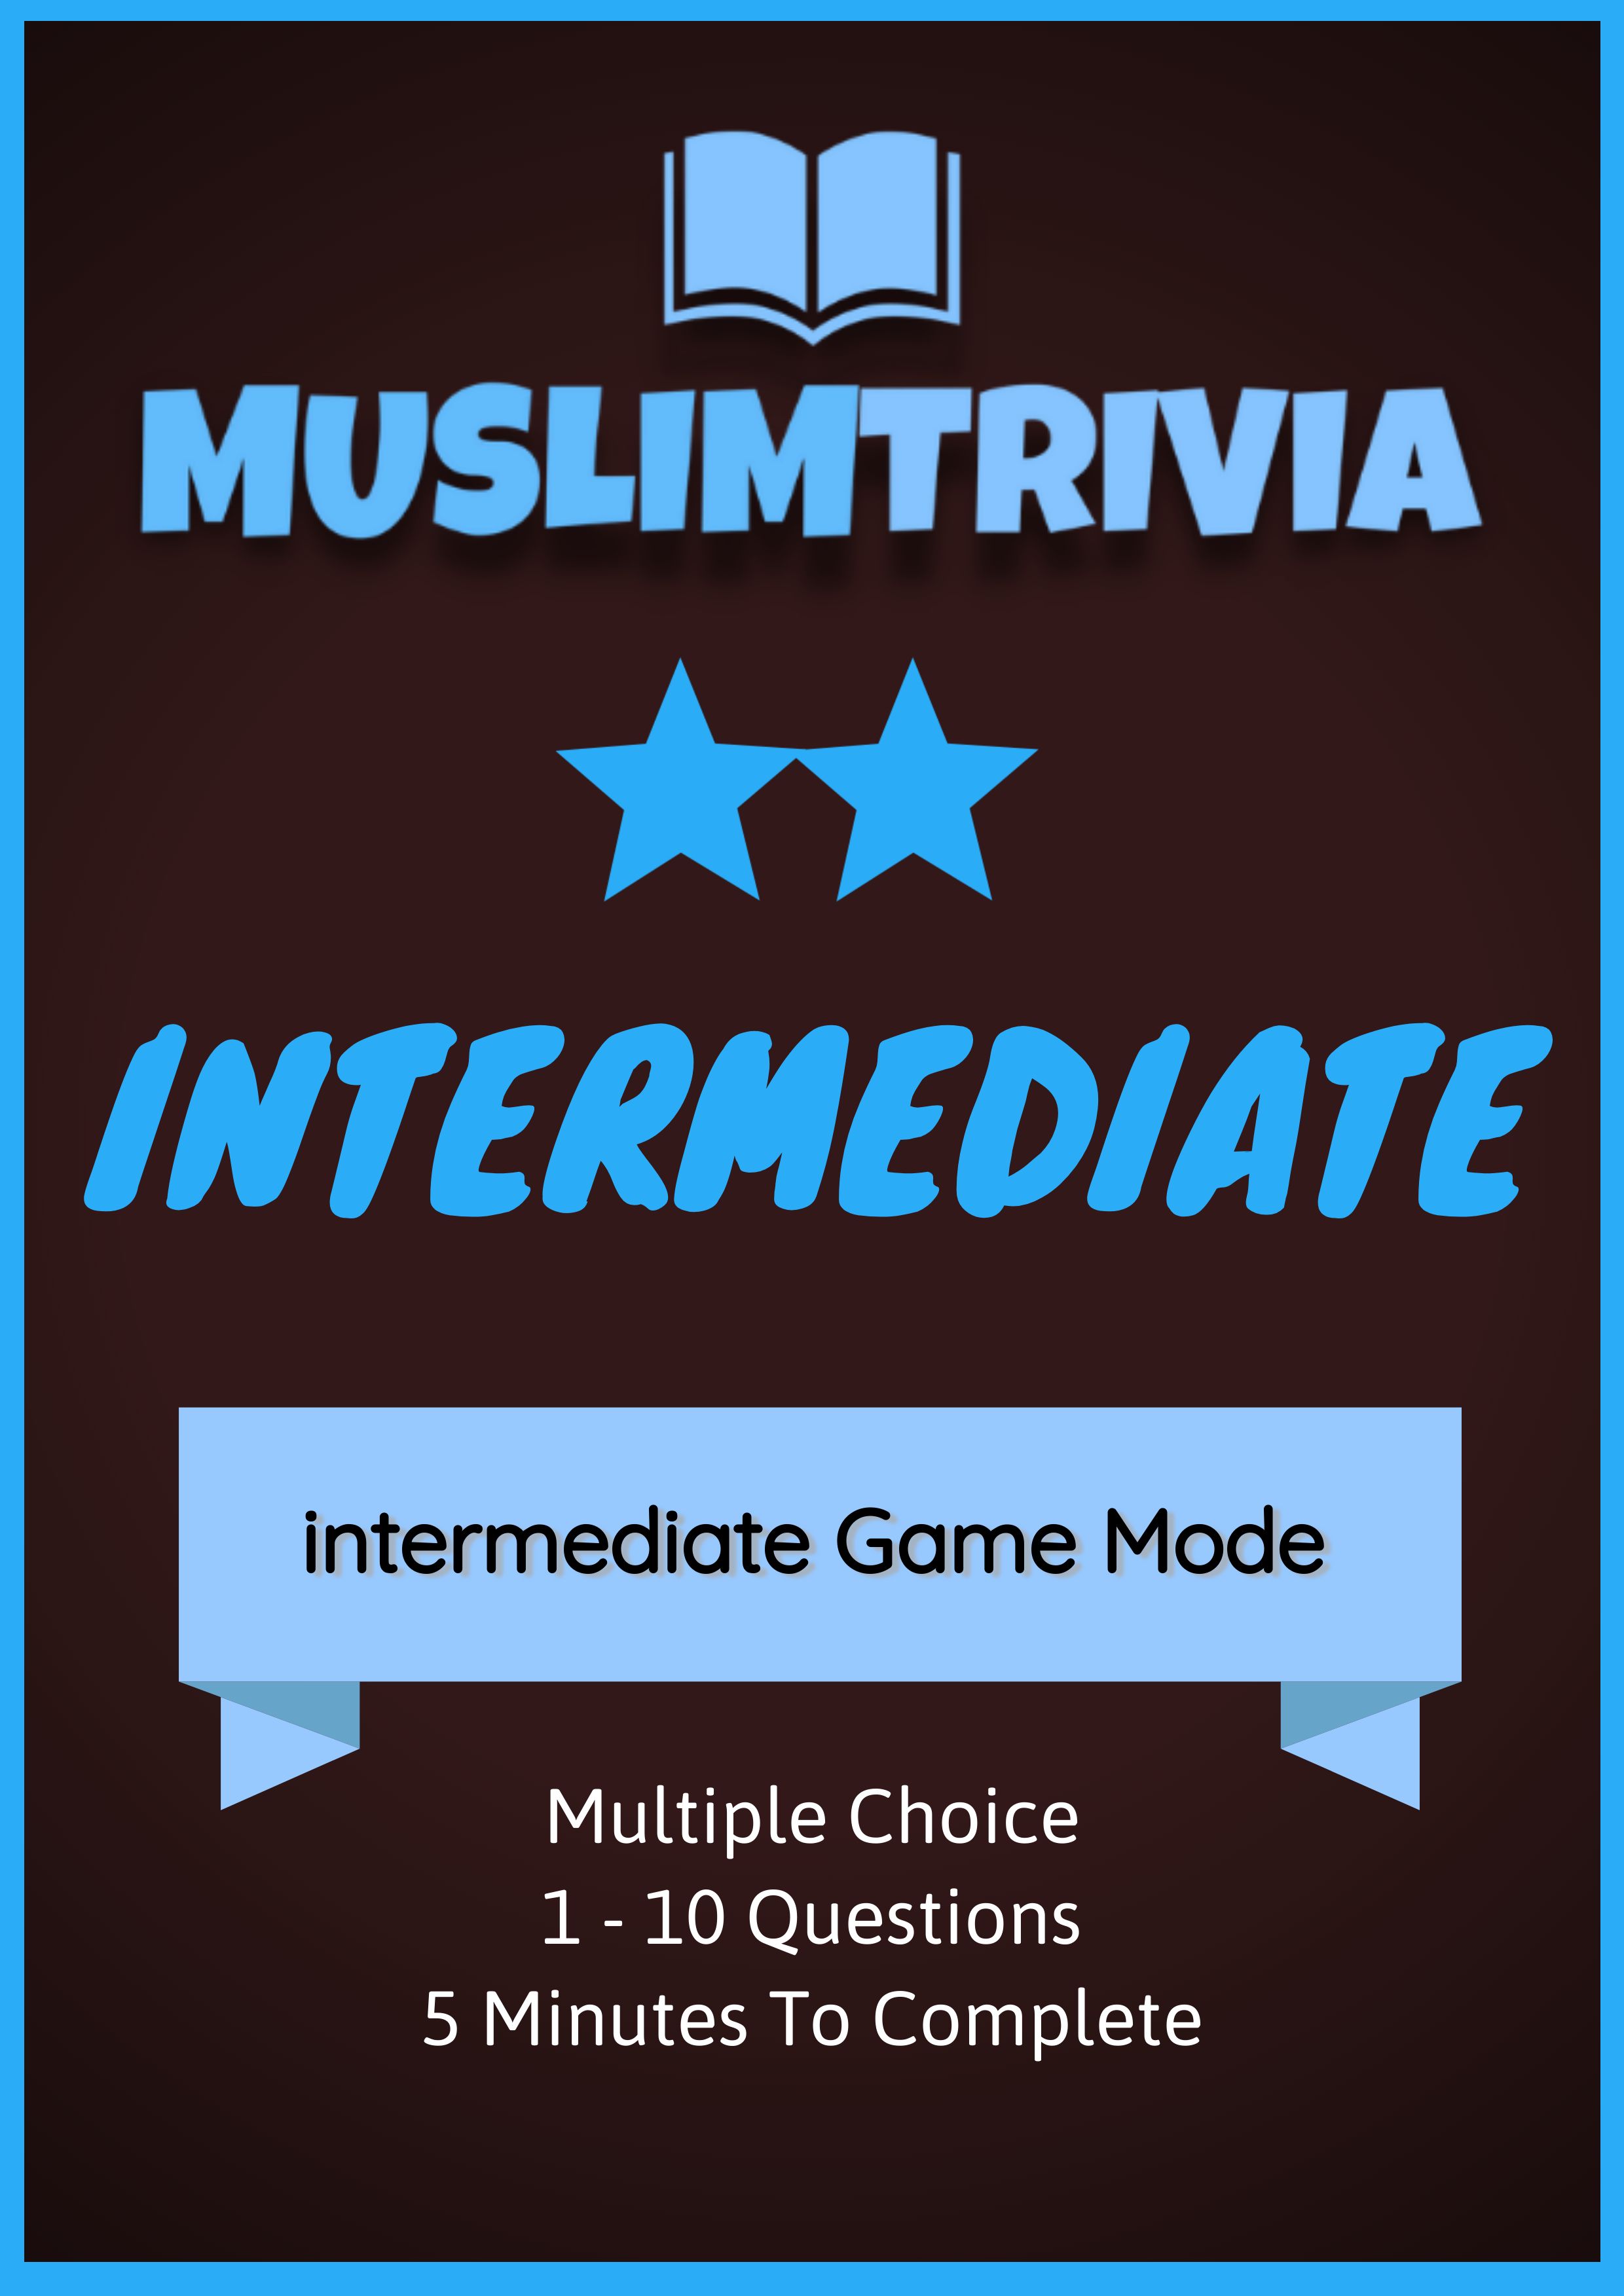 MUSLIMTRIVIA
INTERMEDIATE
intermediate Game Mode
Multiple Choice
1 - 10 Questions
5 Minutes To Complete